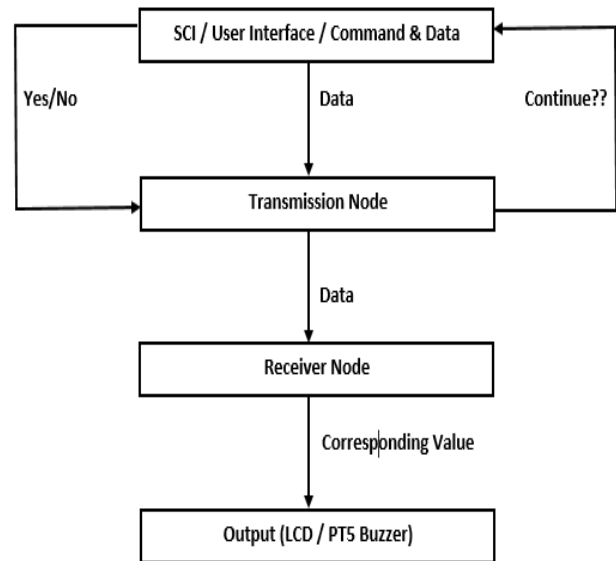 SCI / User Interface / Command & Data
Yes/No
Data
Continue??
Transmission Node
Data
Receiver Node
Corresponding Value
Output (LCD / PT5 Buzzer)